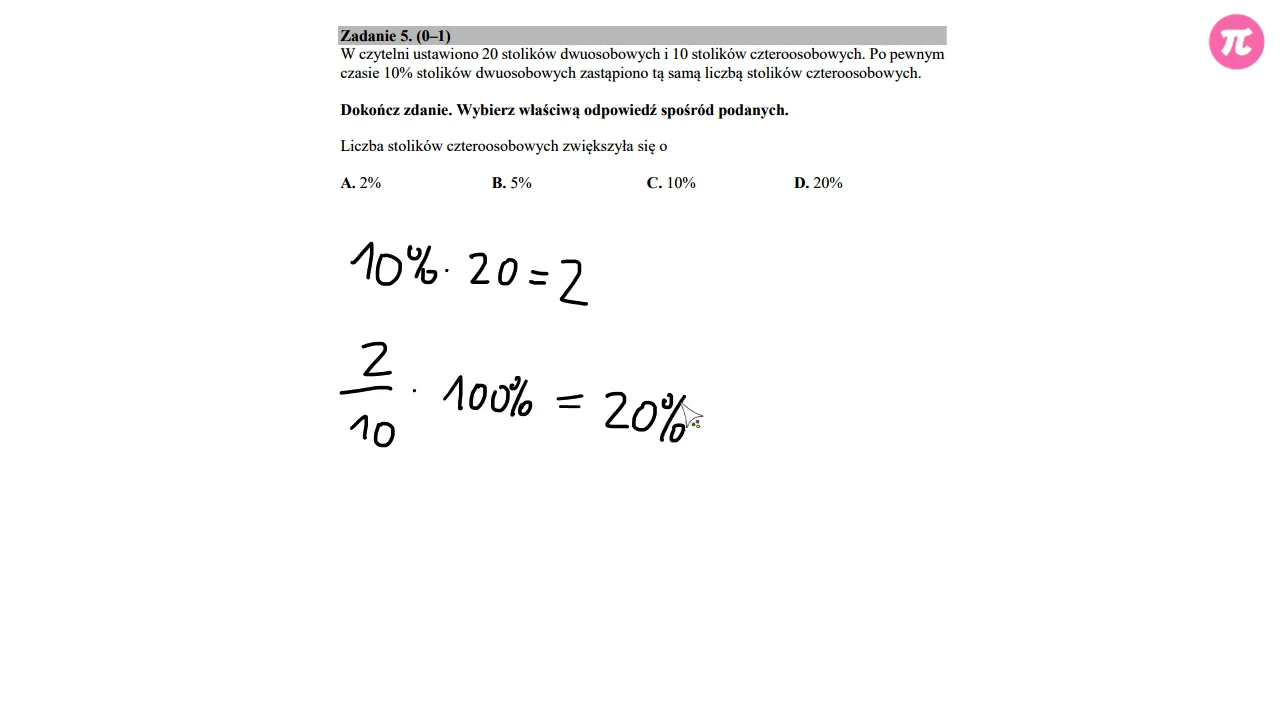 Zadanie 5. (0–1)
W czytelni ustawiono 20 stolików dwuosobowych i 10 stolików czteroosobowych. Po pewnym
czasie 10% stolików dwuosobowych zastąpiono tą samą liczbą stolików czteroosobowych.
Dokończ zdanie. Wybierz właściwą odpowiedź spośród podanych.
Liczba stolików czteroosobowych zwiększyła się o
A. 2% B. 5% C. 10% D. 20%
10% · 20 = 2
2/10 · 100% = 20%
π